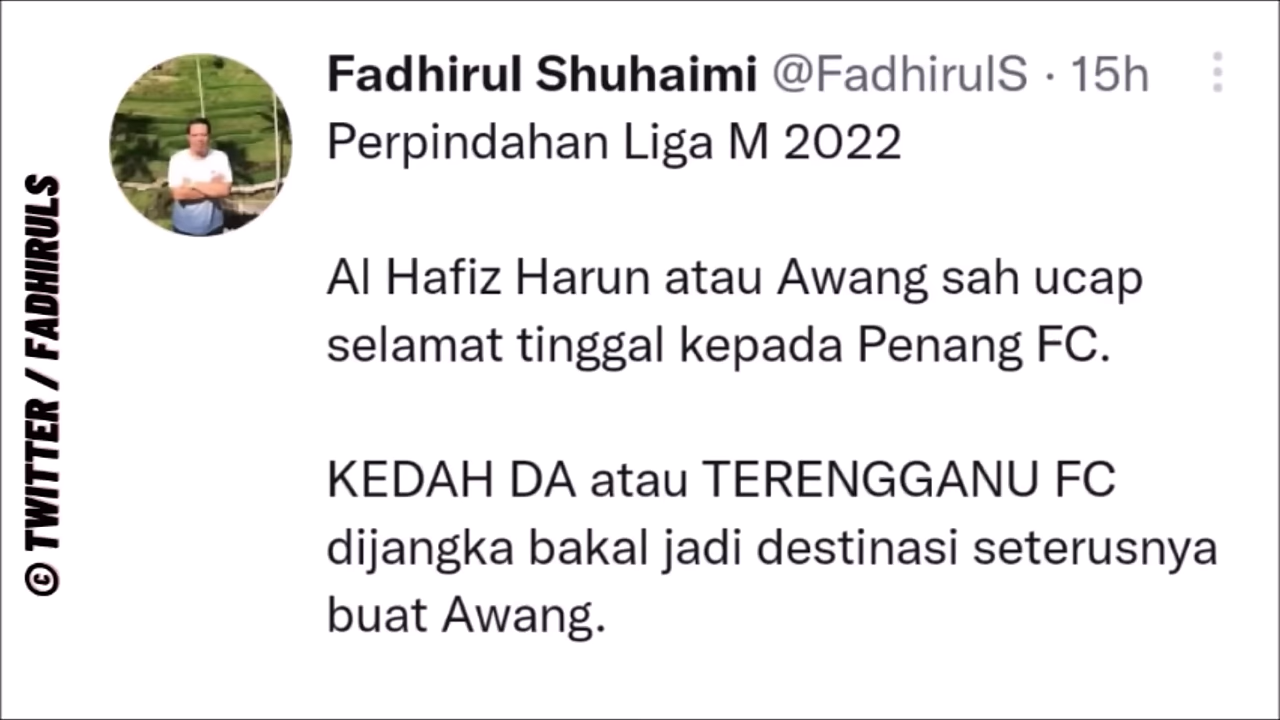 Fadhirul Shuhaimi @FadhirulS · 15h
Perpindahan Liga M 2022
Al Hafiz Harun atau Awang sah ucap
selamat tinggal kepada Penang FC.
KEDAH DA atau TERENGGANU FC
dijangka bakal jadi destinasi seterusnya
buat Awang.
© TWITTER / FADHIRULS